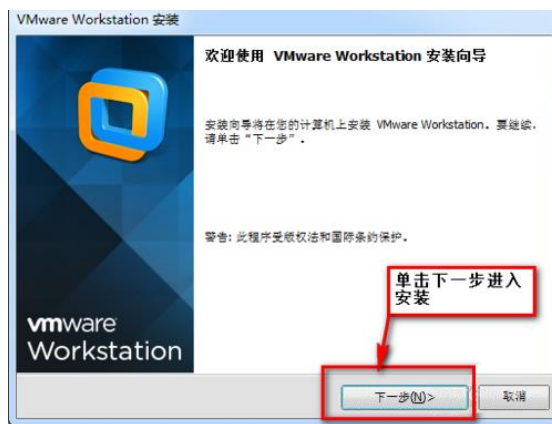 VMware Workstation 安装
欢迎使用 VMware Workstation 安装向导
安装向导将在您的计算机上安装 VMware Workstation。要继续，
请单击“下一步”。
警告：此程序受版权法和国际条约保护。
单击下一步进入
安装
vmware
Workstation
下一步(N)>
取消